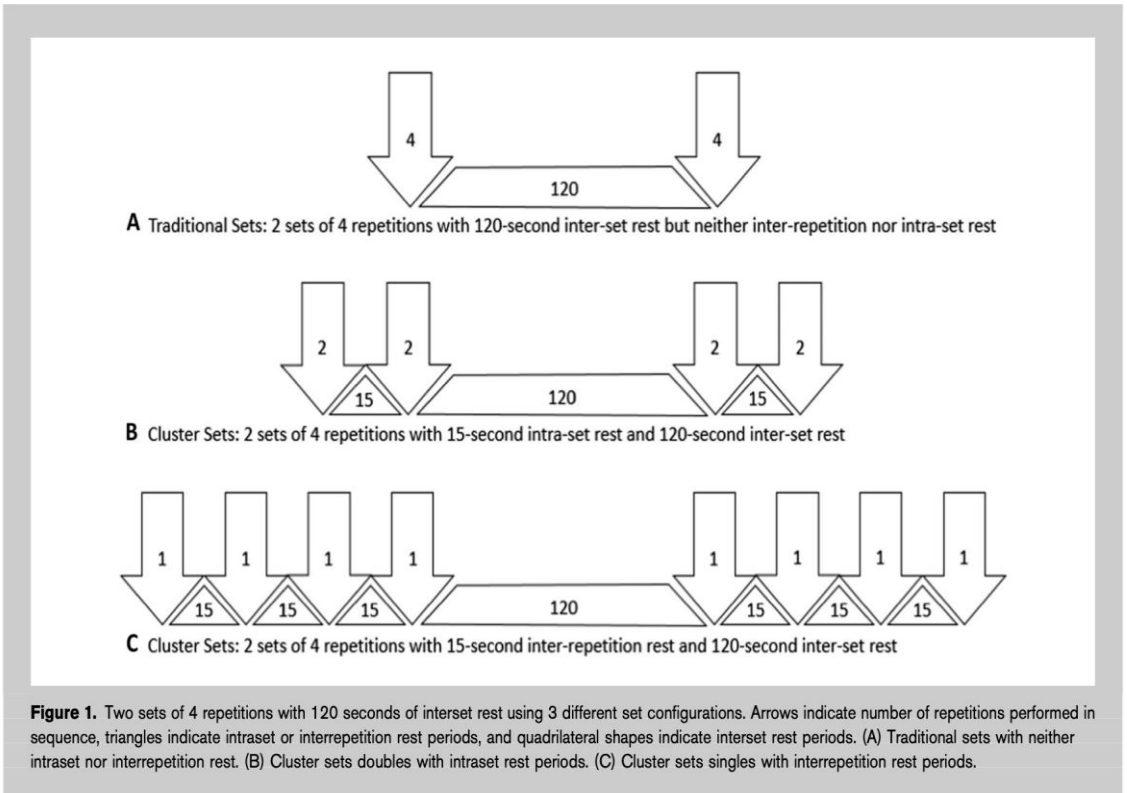 4 4
120
A Traditional Sets: 2 sets of 4 repetitions with 120-second inter-set rest but neither inter-repetition nor intra-set rest
2 2 2 2
15 120 15
B Cluster Sets: 2 sets of 4 repetitions with 15-second intra-set rest and 120-second inter-set rest
1 1 1 1 1 1 1 1
15 15 15 120 15 15 15
C Cluster Sets: 2 sets of 4 repetitions with 15-second inter-repetition rest and 120-second inter-set rest
Figure 1. Two sets of 4 repetitions with 120 seconds of interset rest using 3 different set configurations. Arrows indicate number of repetitions performed in
sequence, triangles indicate intraset or interrepetition rest periods, and quadrilateral shapes indicate interset rest periods. (A) Traditional sets with neither
intraset nor interrepetition rest. (B) Cluster sets doubles with intraset rest periods. (C) Cluster sets singles with interrepetition rest periods.